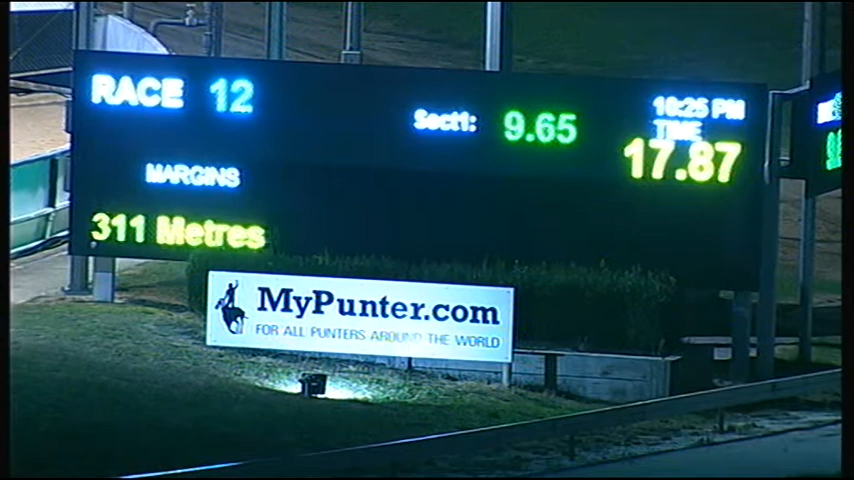 RACE 12
Sect1: 9.65
10:25 PM
TIME
17.87
MARGINS
311 Metres
MyPunter.com
FOR ALL PUNTERS AROUND THE WORLD